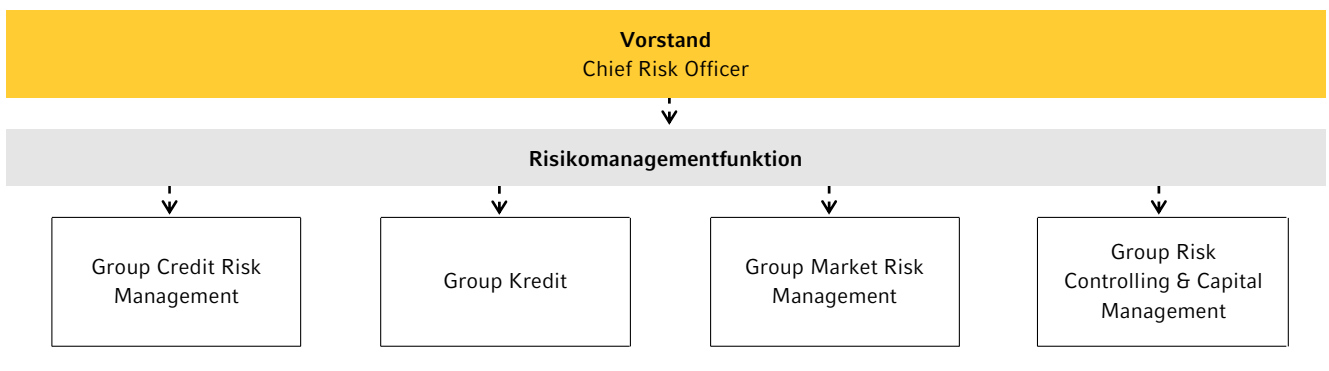 Vorstand
Chief Risk Officer
Risikomanagementfunktion
Group Credit Risk
Management
Group Kredit
Group Market Risk
Management
Group Risk
Controlling & Capital
Management